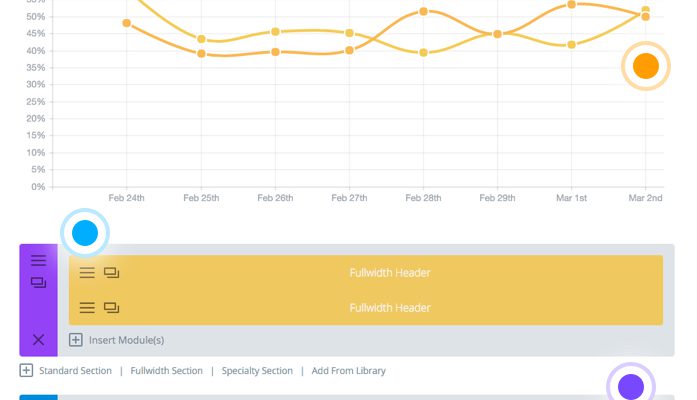 50%
45%
40%
35%
30%
25%
20%
15%
10%
5%
0%
Feb 24th Feb 25th Feb 26th Feb 27th Feb 28th Feb 29th Mar 1st Mar 2nd
Fullwidth Header
Fullwidth Header
Insert Module(s)
Standard Section | Fullwidth Section | Specialty Section | Add From Library